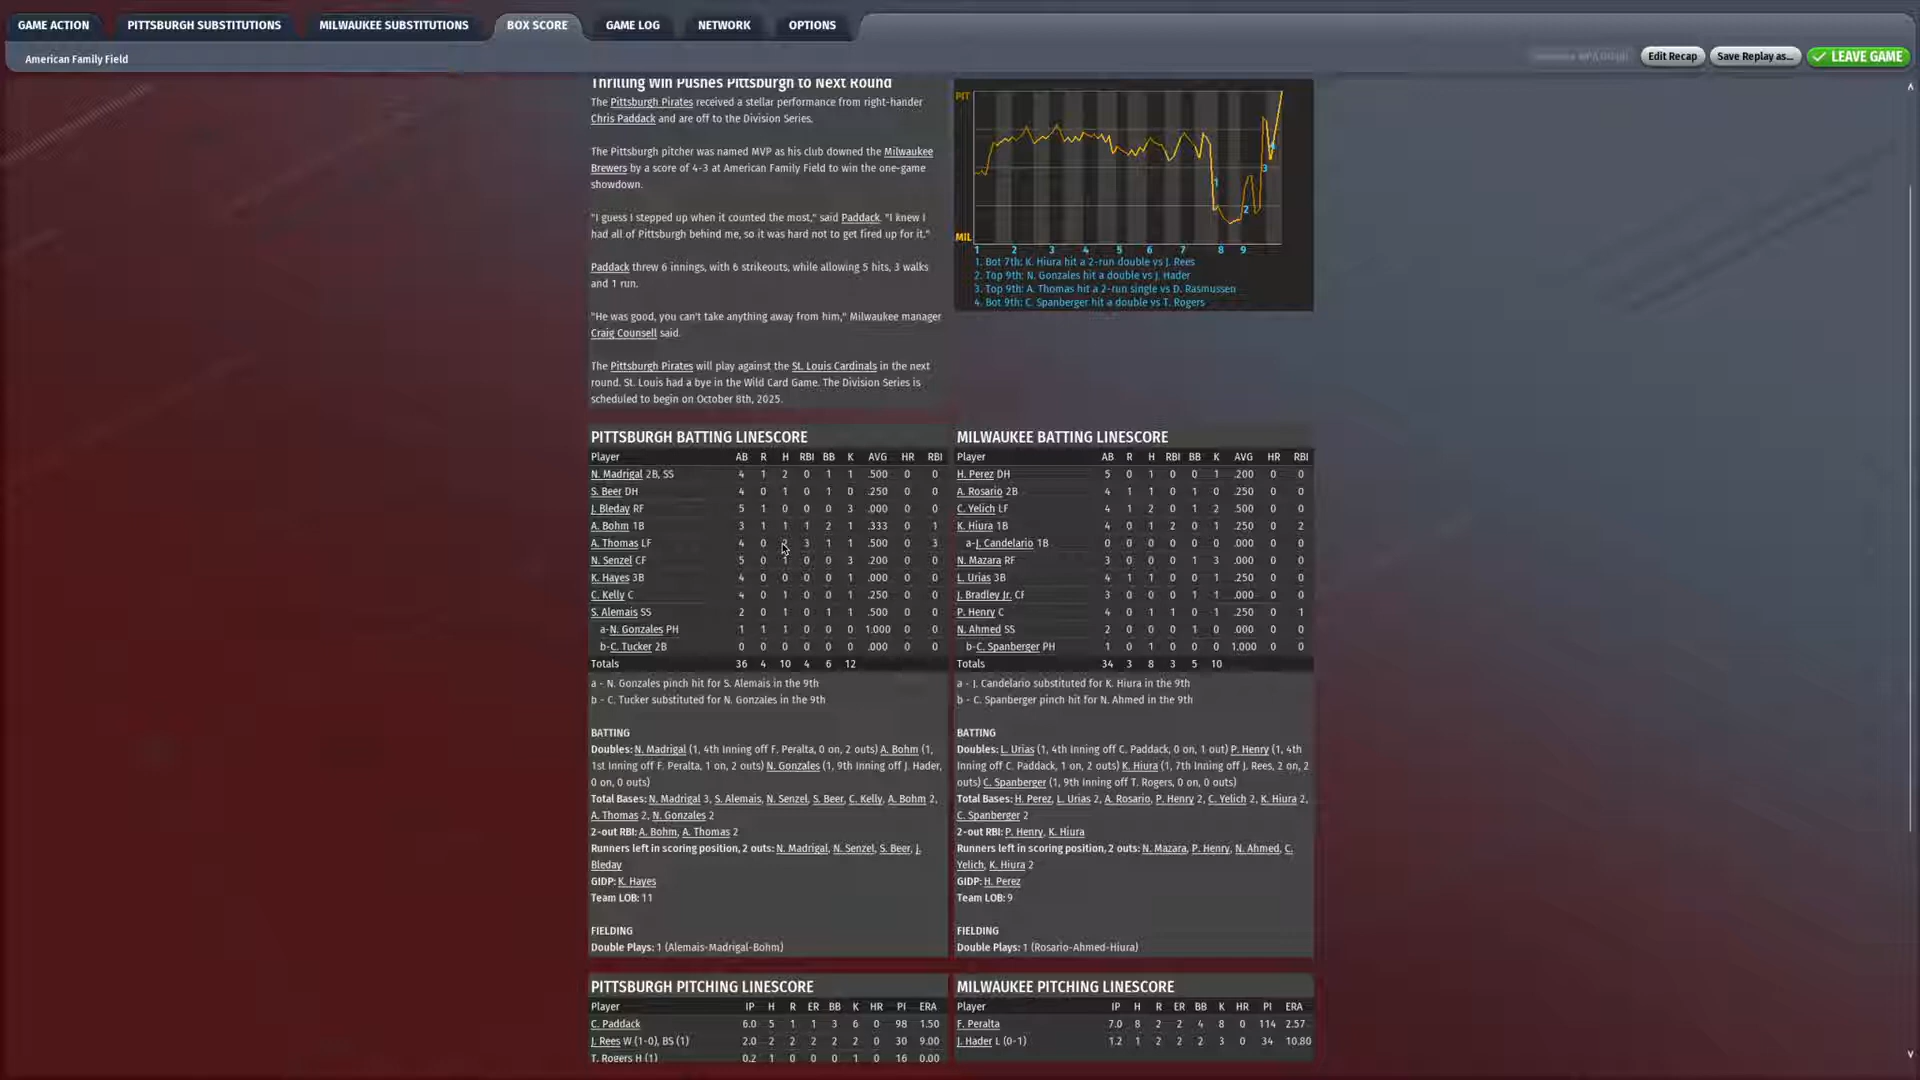 GAME ACTION PITTSBURGH SUBSTITUTIONS MILWAUKEE SUBSTITUTIONS BOX SCORE GAME LOG NETWORK OPTIONS
American Family Field
Edit Recap Save Replay as... LEAVE GAME
Thrilling Win Pushes Pittsburgh to Next Round
The Pittsburgh Pirates received a stellar performance from right-hander
Chris Paddack and are off to the Division Series.
The Pittsburgh pitcher was named MVP as his club downed the Milwaukee
Brewers by a score of 4-3 at American Family Field to win the one-game
showdown.
"I guess I stepped up when it counted the most," said Paddack. "I knew I
had all of Pittsburgh behind me, so it was hard not to get fired up for it."
Paddack threw 6 innings, with 6 strikeouts, while allowing 5 hits, 3 walks
and 1 run.
"He was good, you can't take anything away from him," Milwaukee manager
Craig Counsell said.
The Pittsburgh Pirates will play against the St. Louis Cardinals in the next
round. St. Louis had a bye in the Wild Card Game. The Division Series is
scheduled to begin on October 8th, 2025.
PIT
1
2
3
4
MIL
1 2 3 4 5 6 7 8 9
1. Bot 7th: K. Hiura hit a 2-run double vs J. Rees
2. Top 9th: N. Gonzales hit a double vs J. Hader
3. Top 9th: A. Thomas hit a 2-run single vs D. Rasmussen
4. Bot 9th: C. Spanberger hit a double vs T. Rogers
PITTSBURGH BATTING LINESCORE
Player AB R H RBI BB K AVG HR RBI
N. Madrigal 2B, SS 4 1 2 0 1 1 .500 0 0
S. Beer DH 4 0 1 0 1 0 .250 0 0
J. Bleday RF 5 1 0 0 0 3 .000 0 0
A. Bohm 1B 3 1 1 1 2 1 .333 0 1
A. Thomas LF 4 0 2 3 1 1 .500 0 3
N. Senzel CF 5 0 1 0 0 3 .200 0 0
K. Hayes 3B 4 0 0 0 0 1 .000 0 0
C. Kelly C 4 0 1 0 0 1 .250 0 0
S. Alemais SS 2 0 1 0 1 1 .500 0 0
a-N. Gonzales PH 1 1 1 0 0 0 1.000 0 0
b-C. Tucker 2B 0 0 0 0 0 0 .000 0 0
Totals 36 4 10 4 6 12
a - N. Gonzales pinch hit for S. Alemais in the 9th
b - C. Tucker substituted for N. Gonzales in the 9th
BATTING
Doubles: N. Madrigal (1, 4th Inning off F. Peralta, 0 on, 2 outs) A. Bohm (1,
1st Inning off F. Peralta, 1 on, 2 outs) N. Gonzales (1, 9th Inning off J. Hader,
0 on, 0 outs)
Total Bases: N. Madrigal 3, S. Alemais, N. Senzel, S. Beer, C. Kelly, A. Bohm 2,
A. Thomas 2, N. Gonzales 2
2-out RBI: A. Bohm, A. Thomas 2
Runners left in scoring position, 2 outs: N. Madrigal, N. Senzel, S. Beer, J.
Bleday
GIDP: K. Hayes
Team LOB: 11
FIELDING
Double Plays: 1 (Alemais-Madrigal-Bohm)
MILWAUKEE BATTING LINESCORE
Player AB R H RBI BB K AVG HR RBI
H. Perez DH 5 0 1 0 0 1 .200 0 0
A. Rosario 2B 4 1 1 0 1 0 .250 0 0
C. Yelich LF 4 1 2 0 1 2 .500 0 0
K. Hiura 1B 4 0 1 2 0 1 .250 0 2
a-J. Candelario 1B 0 0 0 0 0 0 .000 0 0
N. Mazara RF 3 0 0 0 1 3 .000 0 0
L. Urias 3B 4 1 1 0 0 1 .250 0 0
J. Bradley Jr. CF 3 0 0 0 1 1 .000 0 0
P. Henry C 4 0 1 1 0 1 .250 0 1
N. Ahmed SS 2 0 0 0 1 0 .000 0 0
b-C. Spanberger PH 1 0 1 0 0 0 1.000 0 0
Totals 34 3 8 3 5 10
a - J. Candelario substituted for K. Hiura in the 9th
b - C. Spanberger pinch hit for N. Ahmed in the 9th
BATTING
Doubles: L. Urias (1, 4th Inning off C. Paddack, 0 on, 1 out) P. Henry (1, 4th
Inning off C. Paddack, 1 on, 2 outs) K. Hiura (1, 7th Inning off J. Rees, 2 on, 2
outs) C. Spanberger (1, 9th Inning off T. Rogers, 0 on, 0 outs)
Total Bases: H. Perez, L. Urias 2, A. Rosario, P. Henry 2, C. Yelich 2, K. Hiura 2,
C. Spanberger 2
2-out RBI: P. Henry, K. Hiura
Runners left in scoring position, 2 outs: N. Mazara, P. Henry, N. Ahmed, C.
Yelich, K. Hiura 2
GIDP: H. Perez
Team LOB: 9
FIELDING
Double Plays: 1 (Rosario-Ahmed-Hiura)
PITTSBURGH PITCHING LINESCORE
Player IP H R ER BB K HR PI ERA
C. Paddack 6.0 5 1 1 3 6 0 98 1.50
J. Rees W (1-0), BS (1) 2.0 2 2 2 2 2 0 30 9.00
T. Rogers H (1) 0.2 1 0 0 0 1 0 16 0.00
MILWAUKEE PITCHING LINESCORE
Player IP H R ER BB K HR PI ERA
F. Peralta 7.0 8 2 2 4 8 0 114 2.57
J. Hader L (0-1) 1.2 1 2 2 2 3 0 34 10.80